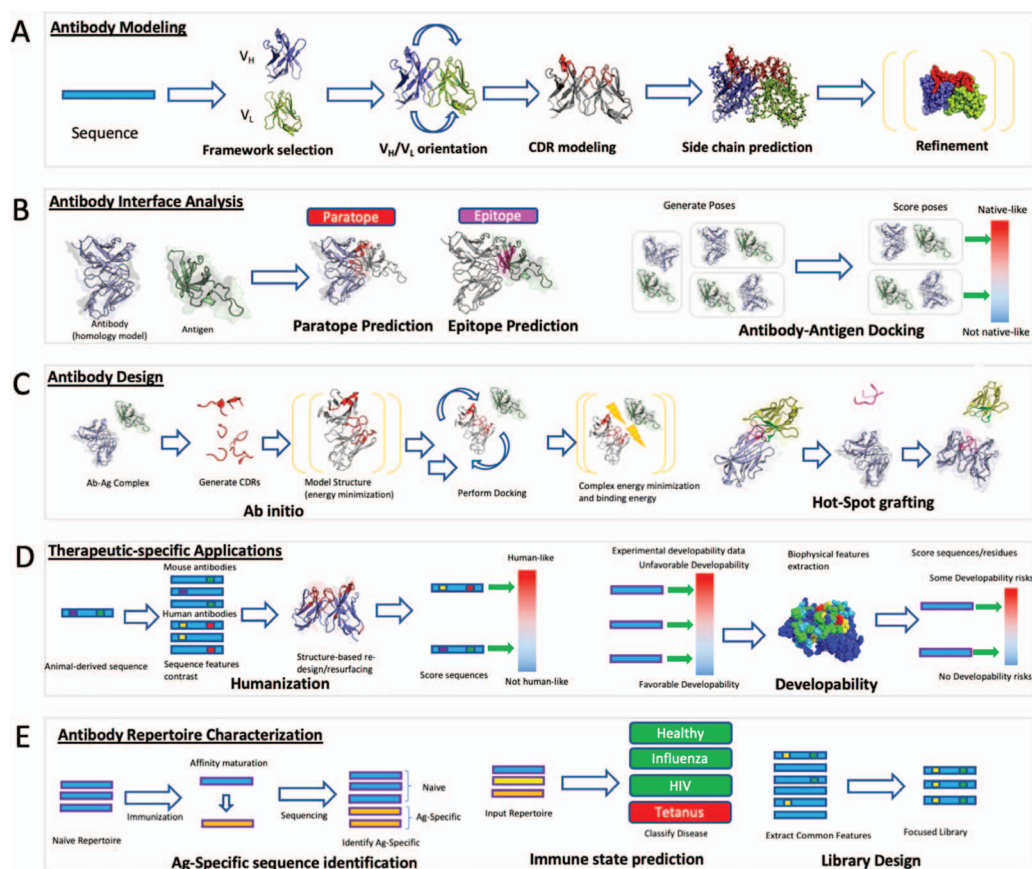 A
Antibody Modeling
VH
VL
Sequence
Framework selection
VH/VL orientation
CDR modeling
Side chain prediction
Refinement
B
Antibody Interface Analysis
Paratope
Epitope
Generate Poses
Score poses
Native-like
Antibody
(homology model)
Antigen
Paratope Prediction
Epitope Prediction
Antibody-Antigen Docking
Not native-like
C
Antibody Design
Ab-Ag Complex
Generate CDRs
Model Structure
(energy minimization)
Perform Docking
Complex energy minimization
and binding energy
Ab initio
Hot-Spot grafting
D
Therapeutic-specific Applications
Mouse antibodies
Human antibodies
Animal-derived sequence
Sequence features
contrast
Structure-based re-
design/resurfacing
Humanization
Score sequences
Human-like
Not human-like
Experimental developability data
Unfavorable Developability
Favorable Developability
Biophysical features
extraction
Developability
Score sequences/residues
Some Developability risks
No Developability risks
E
Antibody Repertoire Characterization
Naïve Repertoire
Immunization
Affinity maturation
Sequencing
Naive
Ag-Specific
Identify Ag-Specific
Ag-Specific sequence identification
Input Repertoire
Healthy
Influenza
HIV
Tetanus
Classify Disease
Immune state prediction
Extract Common Features
Focused Library
Library Design